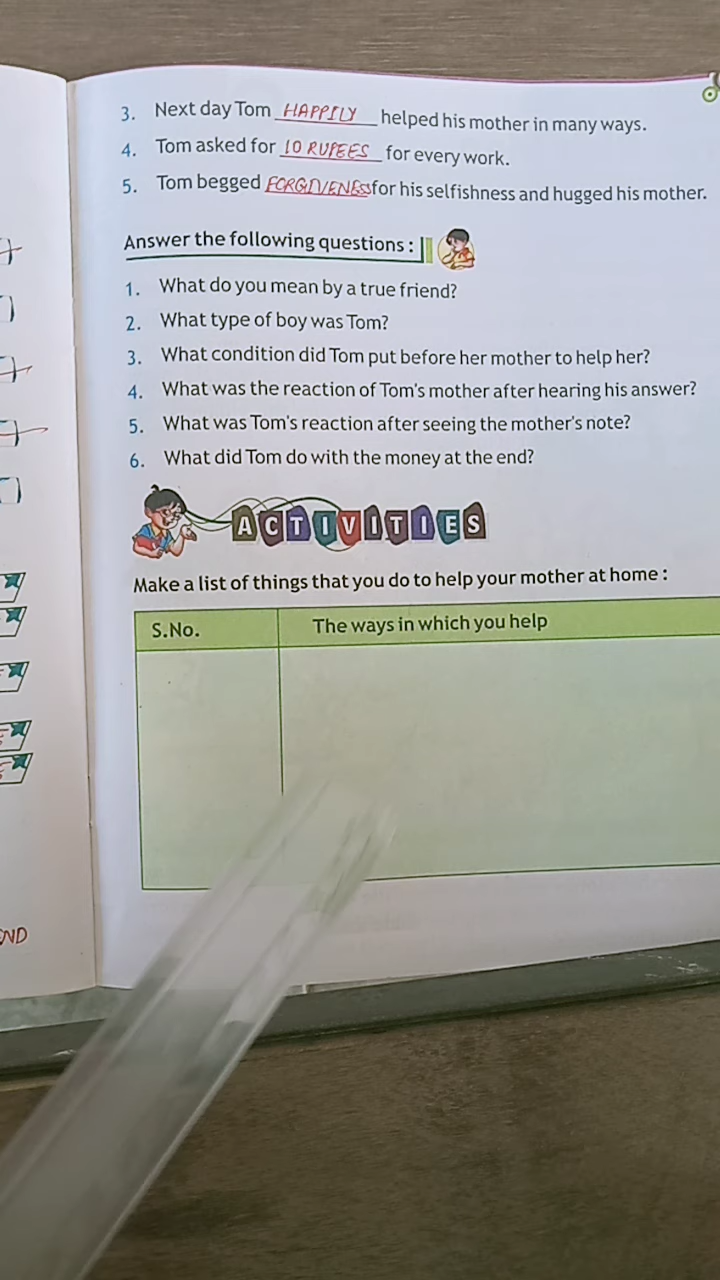 3. Next day Tom HAPPILY helped his mother in many ways.
4. Tom asked for 10 RUPEES for every work.
5. Tom begged FORGIVENESS for his selfishness and hugged his mother.
Answer the following questions :
1. What do you mean by a true friend?
2. What type of boy was Tom?
3. What condition did Tom put before her mother to help her?
4. What was the reaction of Tom's mother after hearing his answer?
5. What was Tom's reaction after seeing the mother's note?
6. What did Tom do with the money at the end?
ACTIVITIES
Make a list of things that you do to help your mother at home :
S.No. The ways in which you help